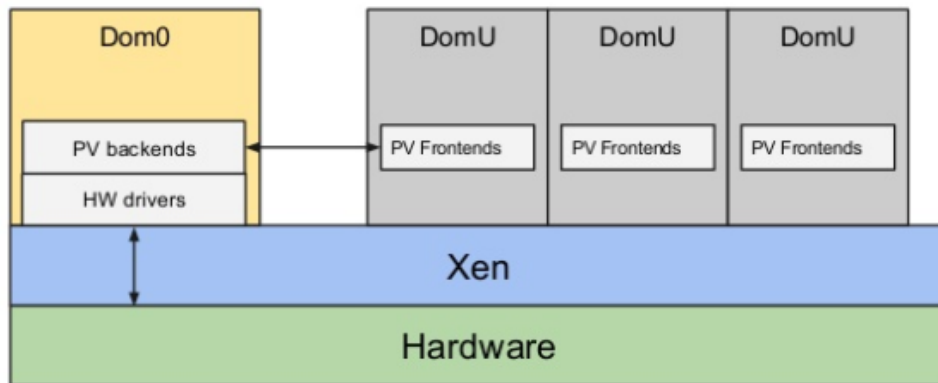 Dom0
DomU
DomU
DomU
PV backends
PV Frontends
PV Frontends
PV Frontends
HW drivers
Xen
Hardware